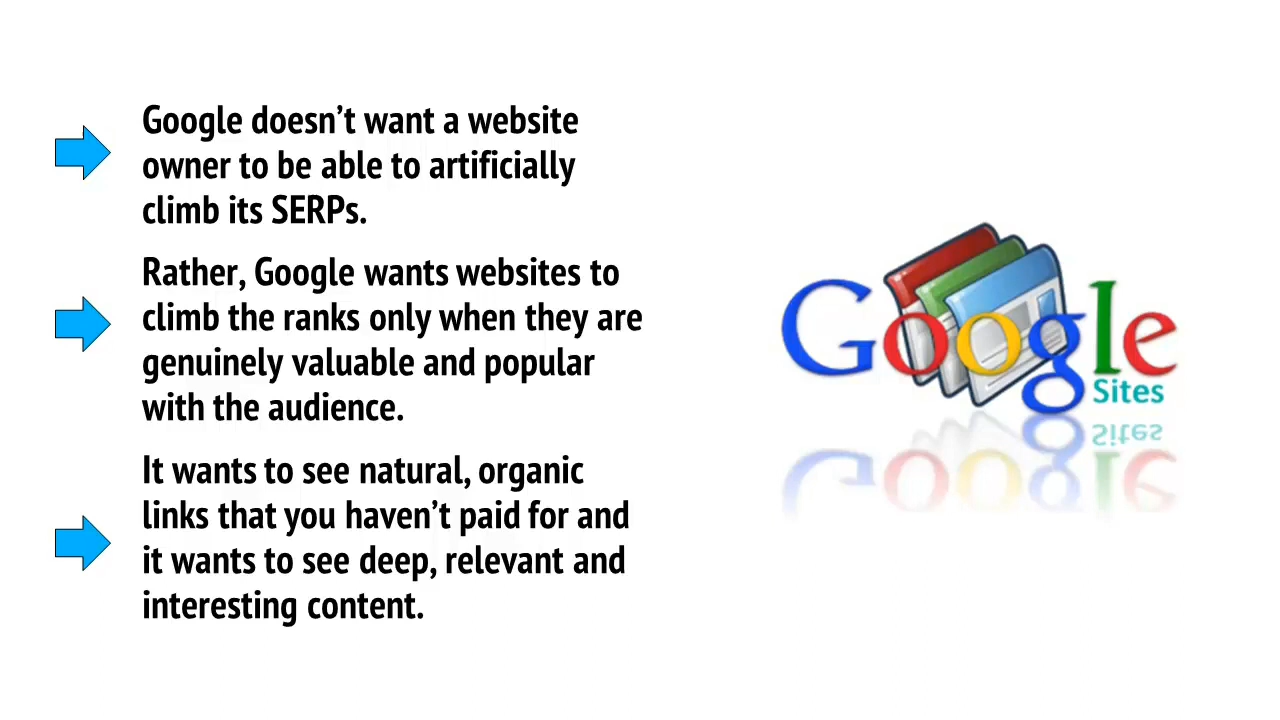 Google doesn’t want a website
owner to be able to artificially
climb its SERPs.
Rather, Google wants websites to
climb the ranks only when they are
genuinely valuable and popular
with the audience.
It wants to see natural, organic
links that you haven’t paid for and
it wants to see deep, relevant and
interesting content.
Google
Sites